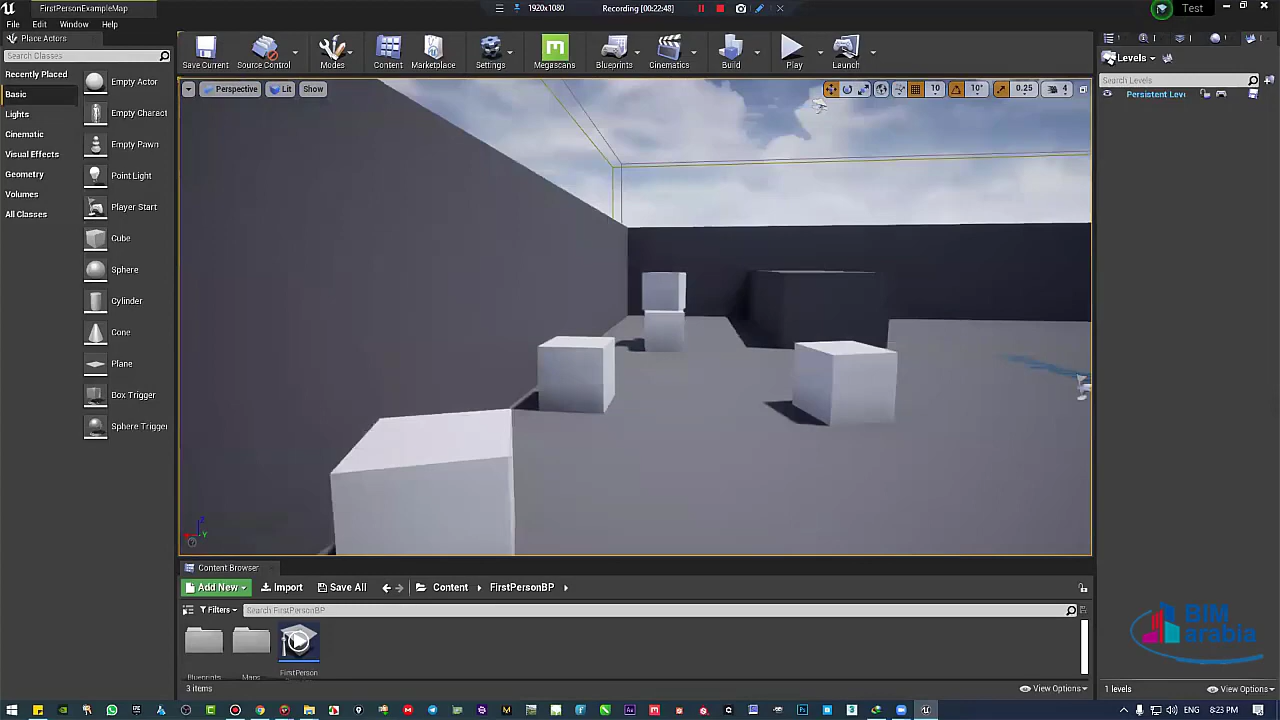 FirstPersonExampleMap
1920x1080
Recording [00:22:48]
Test
File Edit Window Help
Place Actors
Search Classes
Recently Placed
Basic
Lights
Cinematic
Visual Effects
Geometry
Volumes
All Classes
Empty Actor
Empty Charact
Empty Pawn
Point Light
Player Start
Cube
Sphere
Cylinder
Cone
Plane
Box Trigger
Sphere Trigger
Save Current
Source Control
Modes
Content
Marketplace
Settings
Megascans
Blueprints
Cinematics
Build
Play
Launch
Perspective
Lit
Show
10
10°
0.25
4
Levels
Search Levels
Persistent Leve
Content Browser
Add New
Import
Save All
Content
FirstPersonBP
Filters
Search FirstPersonBP
Blueprints
Maps
FirstPerson
3 items
View Options
1 levels
View Options
BIM
arabia
ENG 8:23 PM